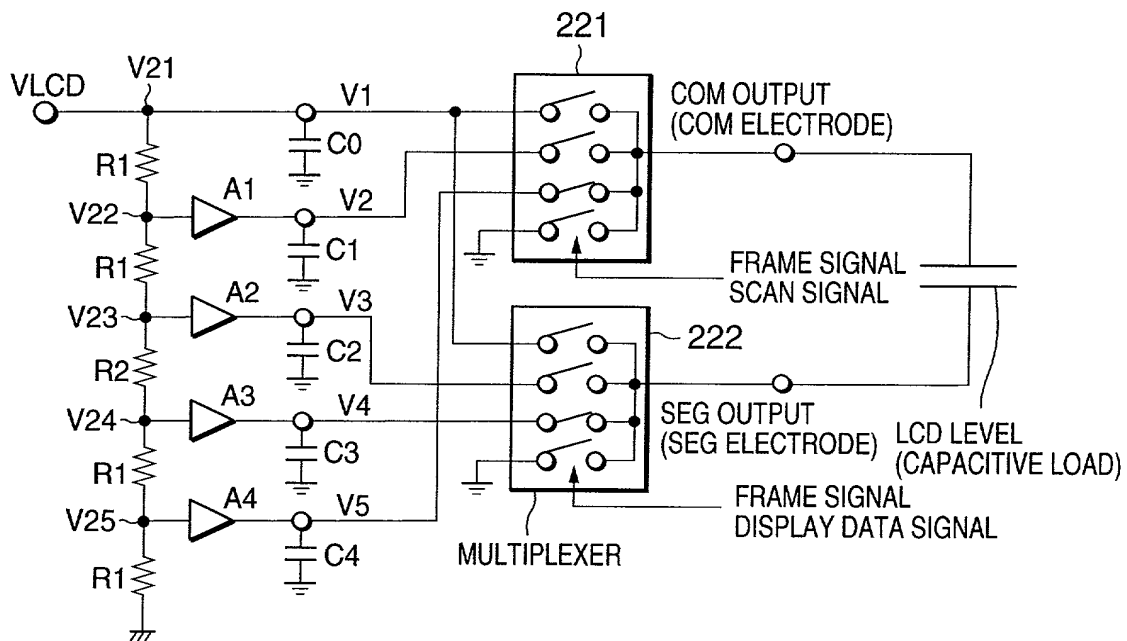 221
VLCD
V21
V1
COM OUTPUT
(COM ELECTRODE)
R1
C0
A1
V22
V2
R1
C1
FRAME SIGNAL
SCAN SIGNAL
A2
V23
V3
222
R2
C2
A3
V24
V4
SEG OUTPUT
(SEG ELECTRODE)
LCD LEVEL
(CAPACITIVE LOAD)
R1
C3
A4
V25
V5
FRAME SIGNAL
DISPLAY DATA SIGNAL
MULTIPLEXER
R1
C4